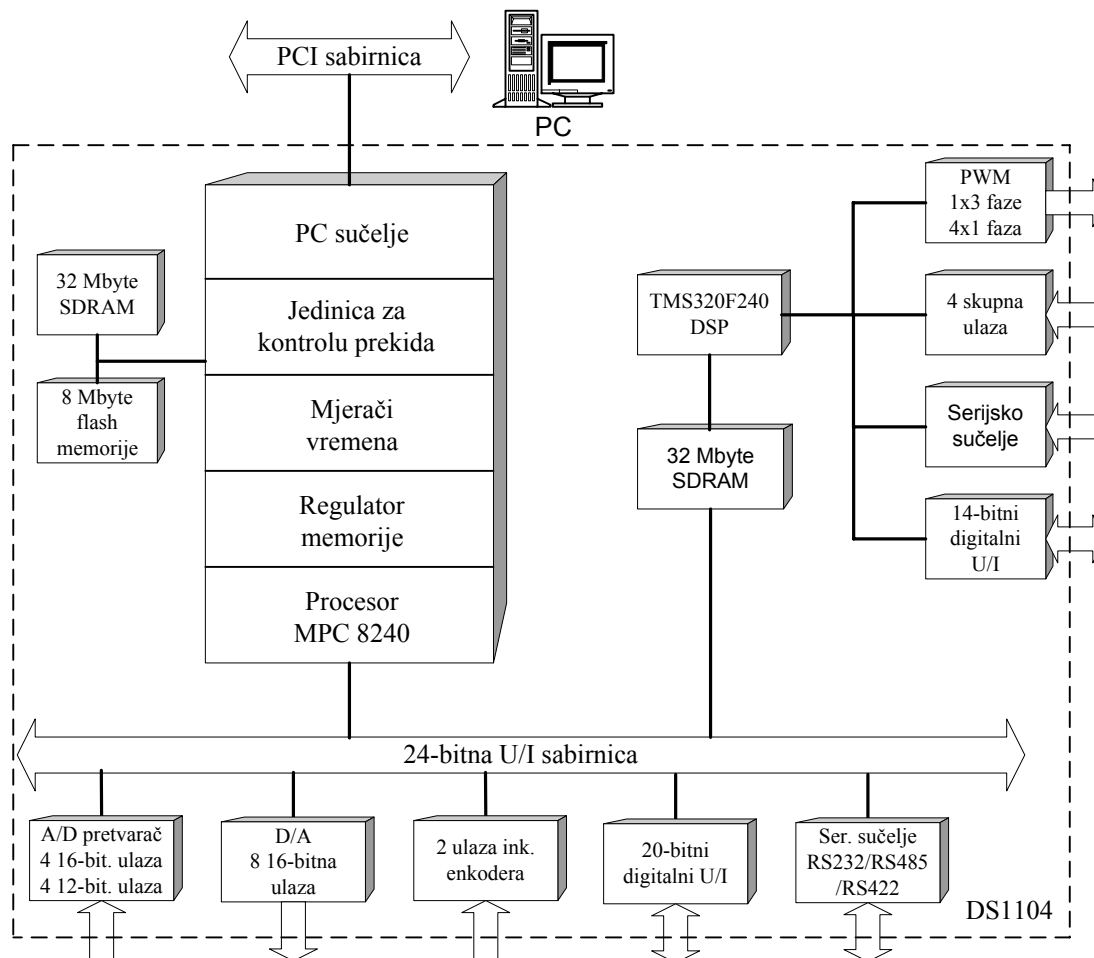 PCI sabirnica
PC
PC sučelje
Jedinica za
kontrolu prekida
Mjerači
vremena
Regulator
memorije
Procesor
MPC 8240
32 Mbyte
SDRAM
8 Mbyte
flash
memorije
TMS320F240
DSP
32 Mbyte
SDRAM
PWM
1x3 faze
4x1 faza
4 skupna
ulaza
Serijsko
sučelje
14-bitni
digitalni
U/I
24-bitna U/I sabirnica
A/D pretvarač
4 16-bit. ulaza
4 12-bit. ulaza
D/A
8 16-bitna
ulaza
2 ulaza ink.
enkodera
20-bitni
digitalni U/I
Ser. sučelje
RS232/RS485
/RS422
DS1104